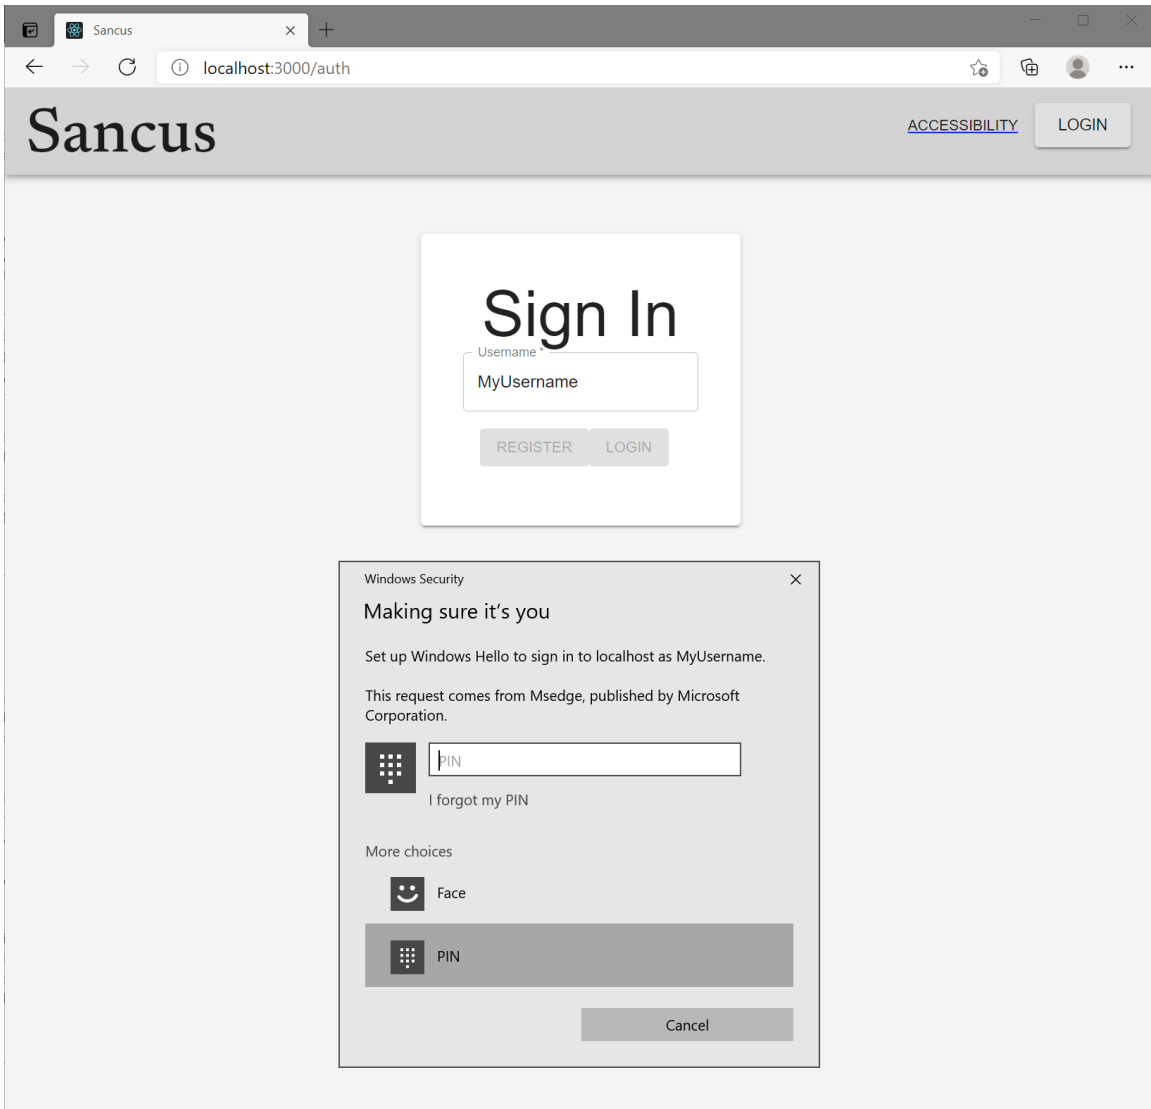 Sancus
localhost:3000/auth
Sancus
ACCESSIBILITY
LOGIN
Sign In
Username *
MyUsername
REGISTER
LOGIN
Windows Security
Making sure it's you
Set up Windows Hello to sign in to localhost as MyUsername.
This request comes from Msedge, published by Microsoft
Corporation.
PIN
I forgot my PIN
More choices
Face
PIN
Cancel